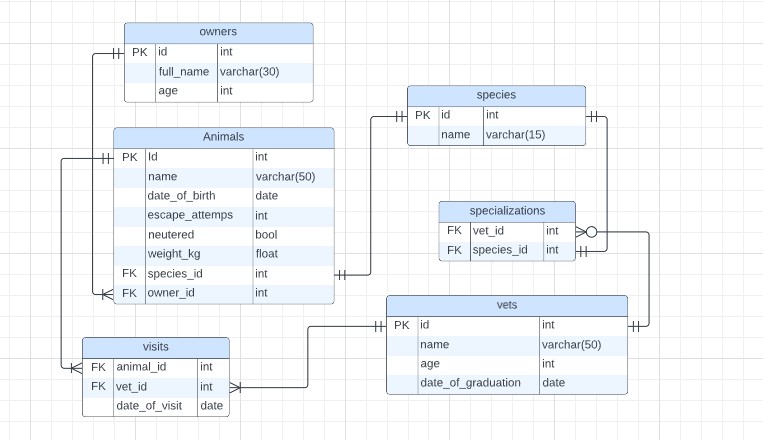 owners
PK id int
full_name varchar(30)
age int
species
PK id int
name varchar(15)
Animals
PK Id int
name varchar(50)
date_of_birth date
escape_attemps int
neutered bool
weight_kg float
FK species_id int
FK owner_id int
specializations
FK vet_id int
FK species_id int
vets
PK id int
name varchar(50)
age int
date_of_graduation date
visits
FK animal_id int
FK vet_id int
date_of_visit date